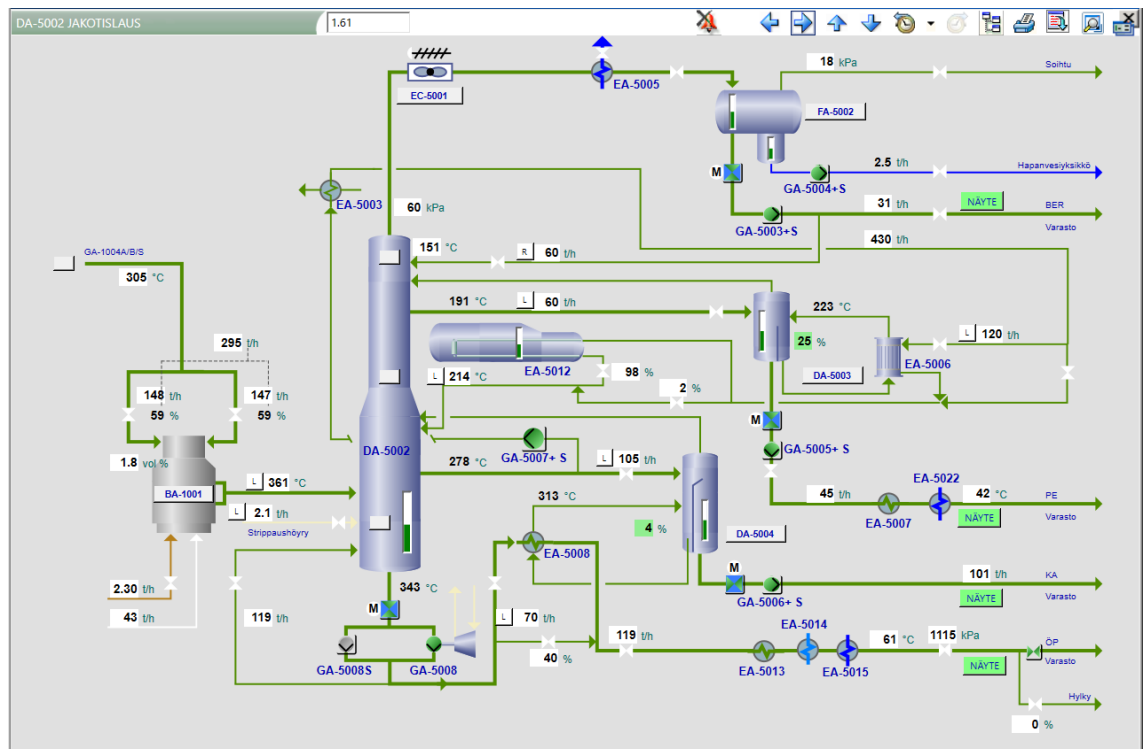 DA-5002 JAKOTISLAUS
1.61
EC-5001
EA-5005
18 kPa
Soihtu
FA-5002
M
GA-5004+S
2.5 t/h
Hapanvesiyksikkö
EA-5003
60 kPa
GA-5003+S
31 t/h
NÄYTE
BER
Varasto
430 t/h
GA-1004A/B/S
305 °C
151 °C
R 60 t/h
191 °C
L 60 t/h
223 °C
25 %
L 120 t/h
EA-5006
DA-5003
295 t/h
EA-5012
L 214 °C
98 %
2 %
148 t/h
59 %
147 t/h
59 %
M
GA-5005+ S
DA-5002
GA-5007+ S
278 °C
L 105 t/h
1.8 vol %
BA-1001
L 361 °C
L 2.1 t/h
Strippaushöyry
313 °C
EA-5008
4 %
DA-5004
45 t/h
EA-5007
EA-5022
42 °C
NÄYTE
PE
Varasto
M
GA-5006+ S
101 t/h
NÄYTE
KA
Varasto
2.30 t/h
43 t/h
119 t/h
343 °C
M
GA-5008S
GA-5008
L 70 t/h
40 %
119 t/h
EA-5013
EA-5014
EA-5015
61 °C
1115 kPa
NÄYTE
ÖP
Varasto
Hylky
0 %